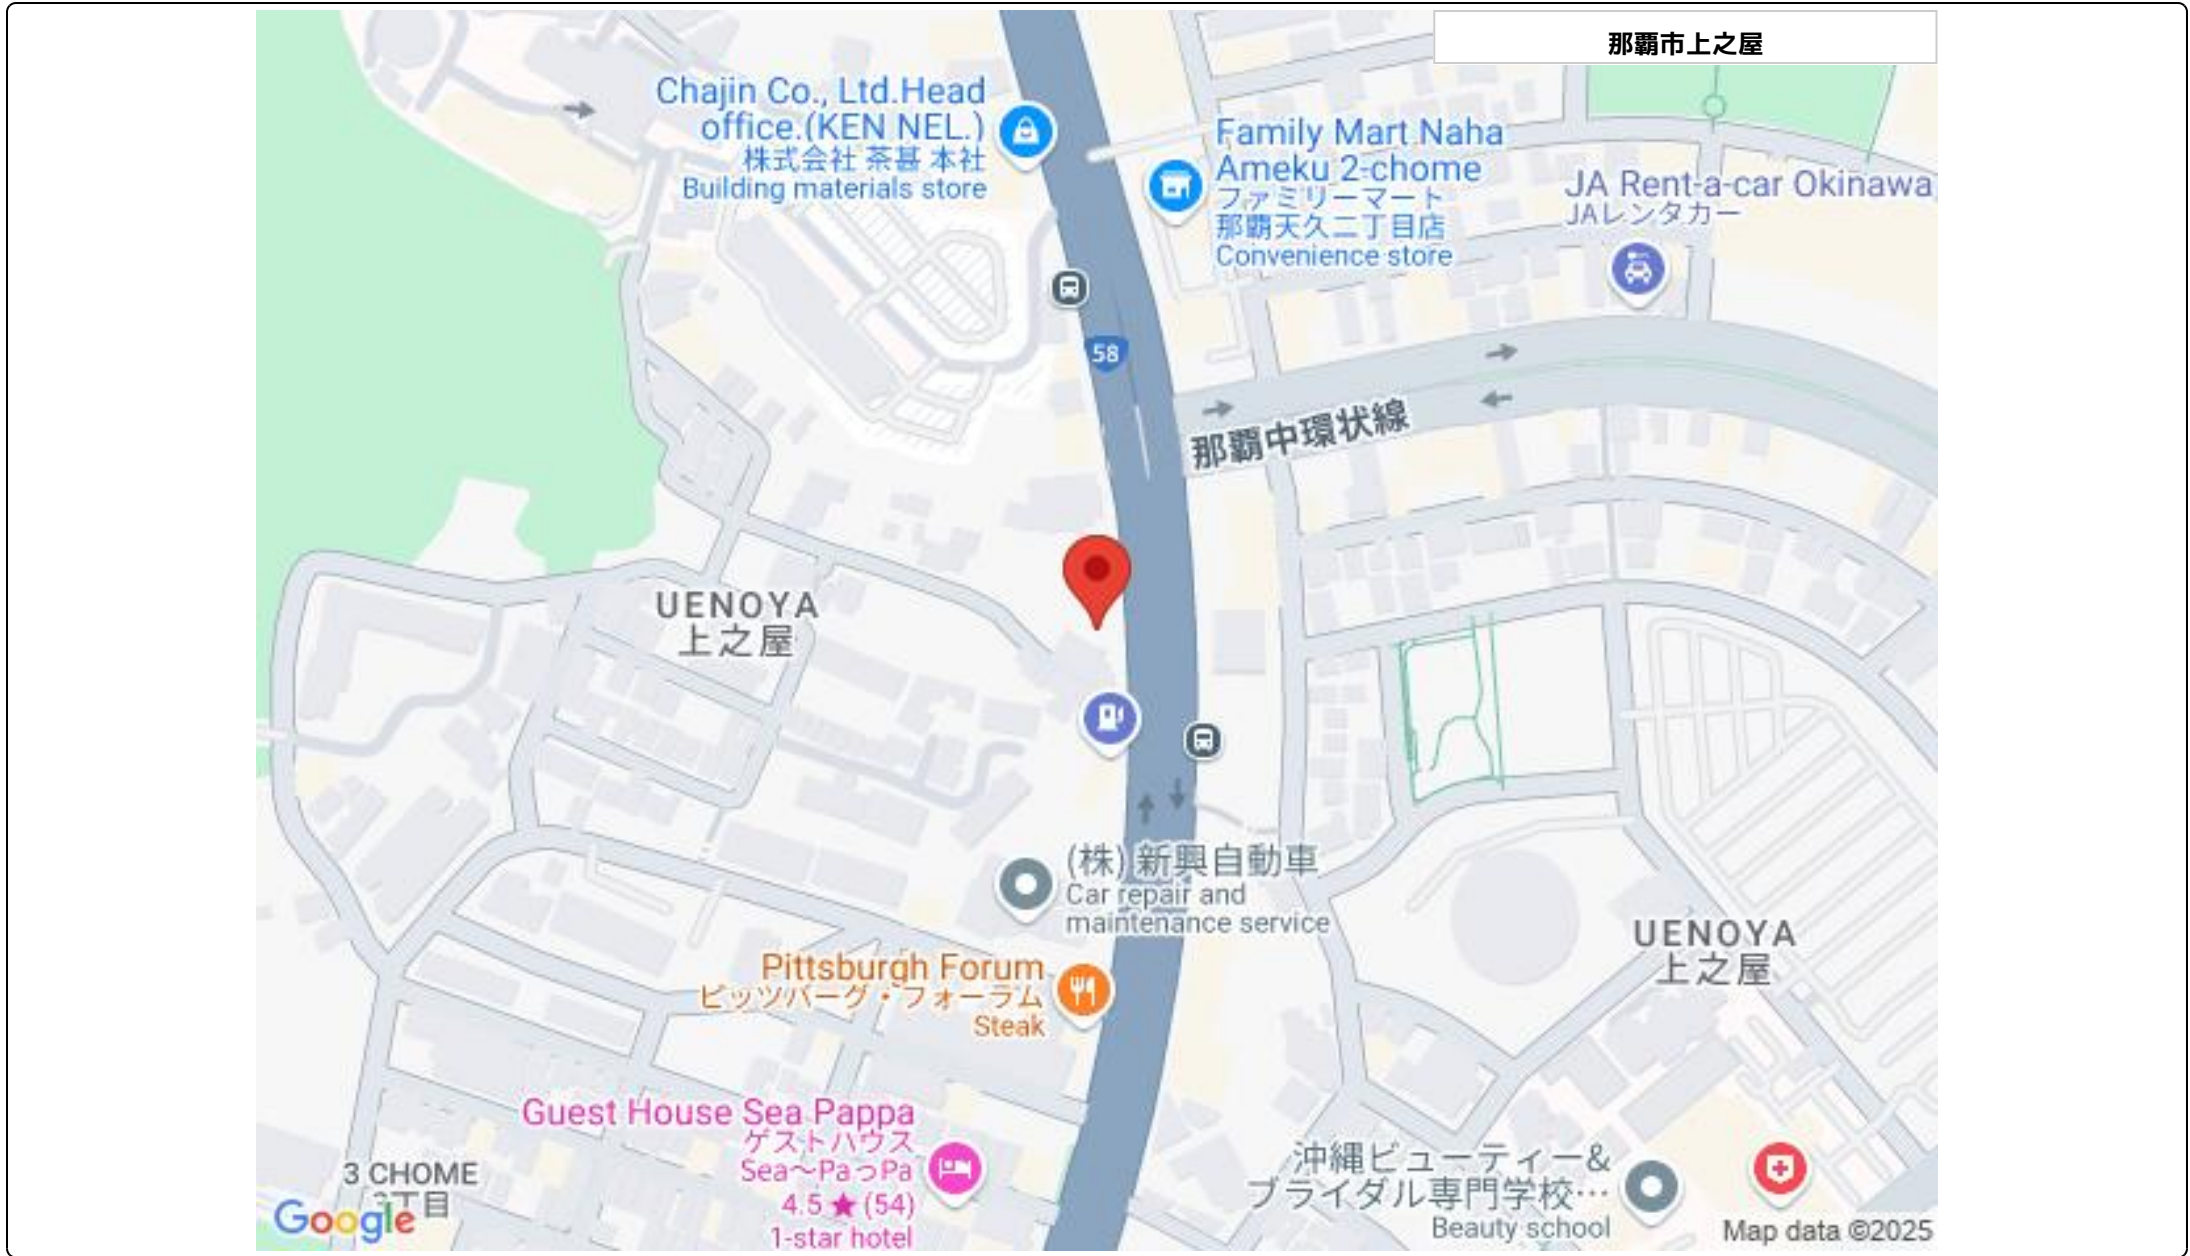 那覇市上之屋
Chajin Co., Ltd.Head
office.(KEN NEL.)
株式会社 茶甚 本社
Building materials store
Family Mart Naha
Ameku 2-chome
ファミリーマート
那覇天久二丁目店
Convenience store
JA Rent-a-car Okinawa
JAレンタカー
58
那覇中環状線
UENOYA
上之屋
(株) 新興自動車
Car repair and
maintenance service
UENOYA
上之屋
Pittsburgh Forum
ピッツバーグ・フォーラム
Steak
Guest House Sea Pappa
ゲストハウス
Sea〜PaっPa
4.5 ★ (54)
1-star hotel
沖縄ビューティー&
ブライダル専門学校…
Beauty school
3 CHOME
3丁目
Google
Map data ©2025